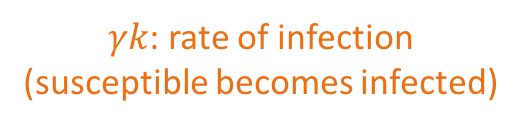 γk: rate of infection
(susceptible becomes infected)